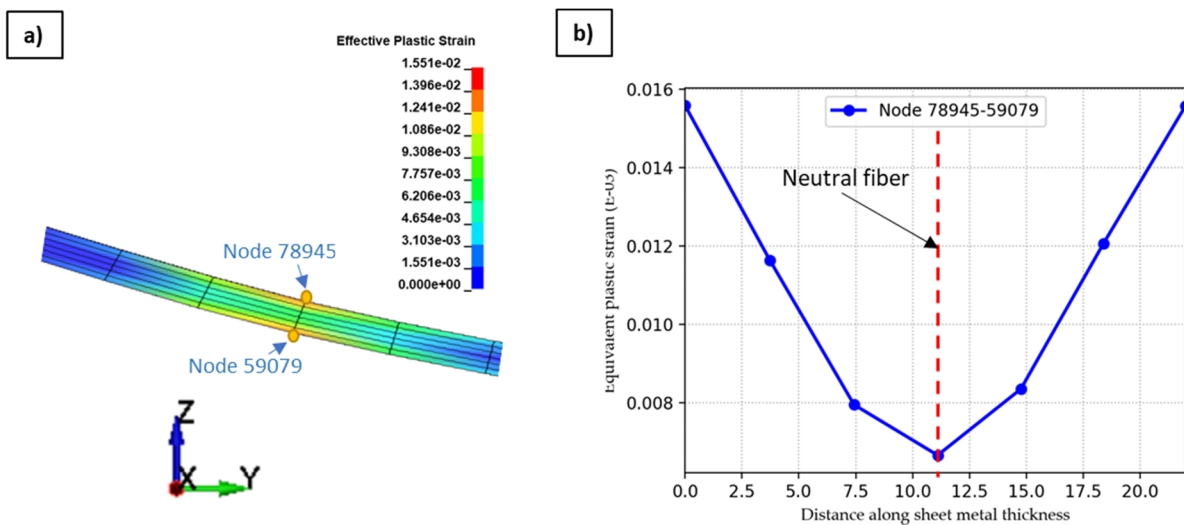 a)
Effective Plastic Strain
1.551e-02
1.396e-02
1.241e-02
1.086e-02
9.308e-03
7.757e-03
6.206e-03
4.654e-03
3.103e-03
1.551e-03
0.000e+00
Node 78945
Node 59079
Z
X
Y
b)
Node 78945-59079
Neutral fiber
Equivalent plastic strain (E-03)
0.016
0.014
0.012
0.010
0.008
0.0
2.5
5.0
7.5
10.0
12.5
15.0
17.5
20.0
Distance along sheet metal thickness